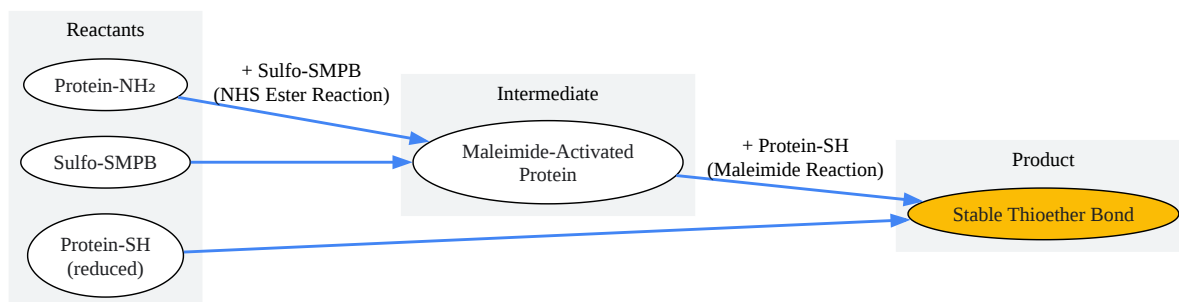 Reactants
Protein-NH₂
Sulfo-SMPB
Protein-SH
(reduced)
+ Sulfo-SMPB
(NHS Ester Reaction)
Intermediate
Maleimide-Activated
Protein
+ Protein-SH
(Maleimide Reaction)
Product
Stable Thioether Bond